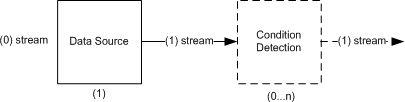 (0) stream
Data Source
(1)
(1) stream
Condition
Detection
(0...n)
(1) stream